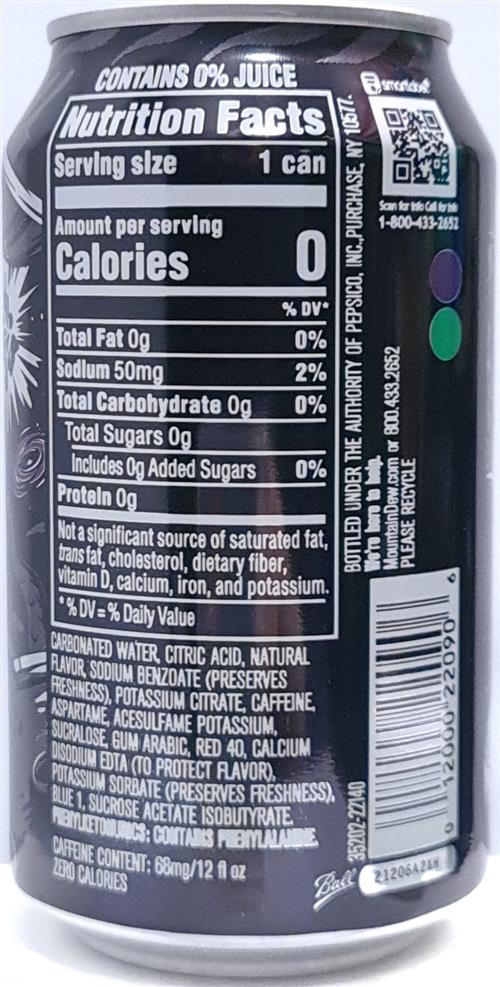 CONTAINS 0% JUICE
Nutrition Facts
Serving size 1 can
Amount per serving
Calories 0
% DV*
Total Fat 0g 0%
Sodium 50mg 2%
Total Carbohydrate 0g 0%
Total Sugars 0g
Includes 0g Added Sugars 0%
Protein 0g
Not a significant source of saturated fat,
trans fat, cholesterol, dietary fiber,
vitamin D, calcium, iron, and potassium.
* % DV = % Daily Value
CARBONATED WATER, CITRIC ACID, NATURAL
FLAVOR, SODIUM BENZOATE (PRESERVES
FRESHNESS), POTASSIUM CITRATE, CAFFEINE,
ASPARTAME, ACESULFAME POTASSIUM,
SUCRALOSE, GUM ARABIC, RED 40, CALCIUM
DISODIUM EDTA (TO PROTECT FLAVOR),
POTASSIUM SORBATE (PRESERVES FRESHNESS),
BLUE 1, SUCROSE ACETATE ISOBUTYRATE.
PHENYLKETONURICS: CONTAINS PHENYLALANINE.
CAFFEINE CONTENT: 68mg/12 fl oz
ZERO CALORIES
smartlabel
Scan for info Call for info
1-800-433-2652
BOTTLED UNDER THE AUTHORITY OF PEPSICO, INC., PURCHASE, NY 10577.
We're here to help.
MountainDew.com or 800.433.2652
PLEASE RECYCLE
0 12000 22090 6
36202-22140
Ball
21206A2XH